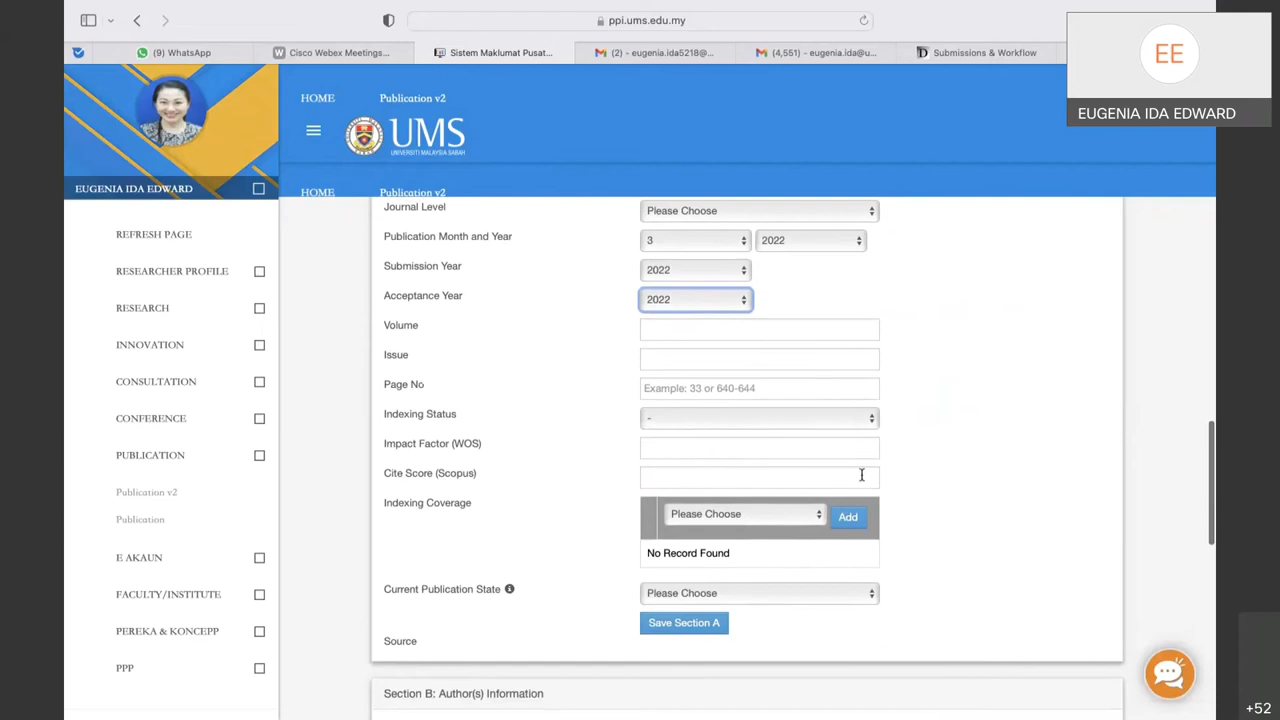 ppi.ums.edu.my
(9) WhatsApp
Cisco Webex Meetings...
Sistem Maklumat Pusat...
(2) - eugenia.ida5218@...
(4,551) - eugenia.ida@u...
Submissions & Workflow
EE
EUGENIA IDA EDWARD
HOME
Publication v2
UMS
UNIVERSITI MALAYSIA SABAH
EUGENIA IDA EDWARD
HOME
Publication v2
REFRESH PAGE
RESEARCHER PROFILE
RESEARCH
INNOVATION
CONSULTATION
CONFERENCE
PUBLICATION
Publication v2
Publication
E AKAUN
FACULTY/INSTITUTE
PEREKA & KONCEPP
PPP
Journal Level Please Choose
Publication Month and Year 3 2022
Submission Year 2022
Acceptance Year 2022
Volume
Issue
Page No Example: 33 or 640-644
Indexing Status -
Impact Factor (WOS)
Cite Score (Scopus)
Indexing Coverage Please Choose Add
No Record Found
Current Publication State Please Choose
Save Section A
Source
Section B: Author(s) Information
+52